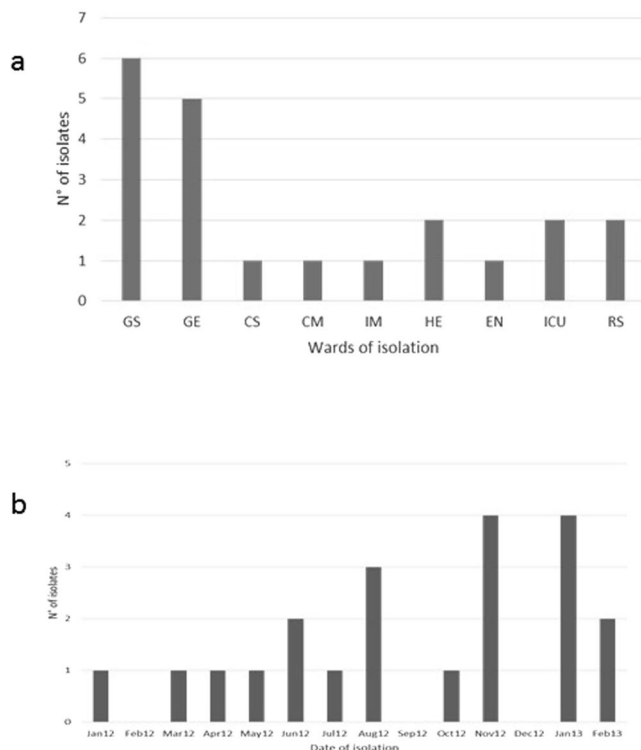 a
N° of isolates
7
6
5
4
3
2
1
0
GS GE CS CM IM HE EN ICU RS
Wards of isolation
b
N° of isolates
5
4
3
2
1
0
Jan12 Feb12 Mar12 Apr12 May12 Jun12 Jul12 Aug12 Sep12 Oct12 Nov12 Dec12 Jan13 Feb13
Date of isolation